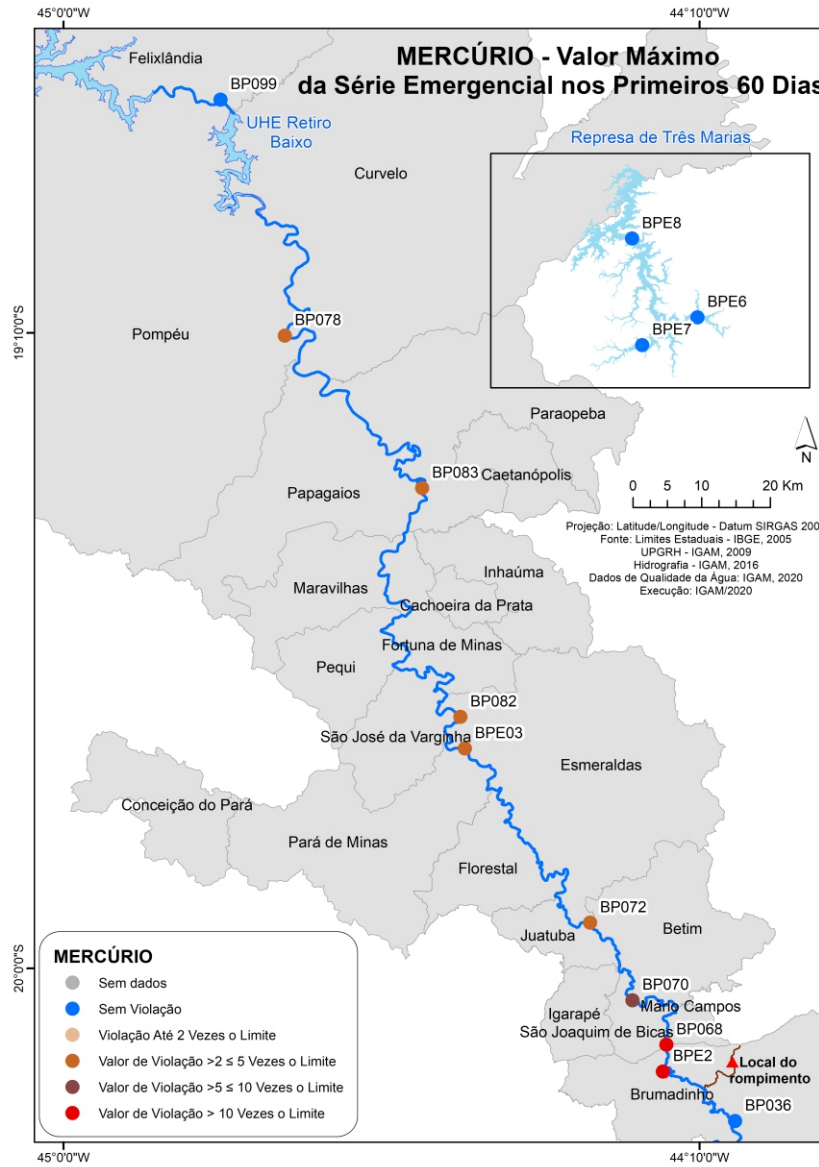 45°0'0"W
44°10'0"W
MERCÚRIO - Valor Máximo
da Série Emergencial nos Primeiros 60 Dias
Felixlândia
BP099
UHE Retiro
Baixo
Represa de Três Marias
Curvelo
BPE8
BPE6
BPE7
19°10'0"S
Pompéu
BP078
Paraopeba
N
BP083
Caetanópolis
Papagaios
0 5 10 20 Km
Projeção: Latitude/Longitude - Datum SIRGAS 200
Fonte: Limites Estaduais - IBGE, 2005
UPGRH - IGAM, 2009
Hidrografia - IGAM, 2016
Dados de Qualidade da Água: IGAM, 2020
Execução: IGAM/2020
Inhaúma
Maravilhas
Cachoeira da Prata
Fortuna de Minas
Pequi
BP082
São José da Varginha
BPE03
Esmeraldas
Conceição do Pará
Pará de Minas
Florestal
BP072
Juatuba
Betim
20°0'0"S
BP070
Mário Campos
Igarapé
São Joaquim de Bicas
BP068
BPE2
Local do
rompimento
Brumadinho
BP036
MERCÚRIO
Sem dados
Sem Violação
Violação Até 2 Vezes o Limite
Valor de Violação >2 ≤ 5 Vezes o Limite
Valor de Violação >5 ≤ 10 Vezes o Limite
Valor de Violação > 10 Vezes o Limite
45°0'0"W
44°10'0"W